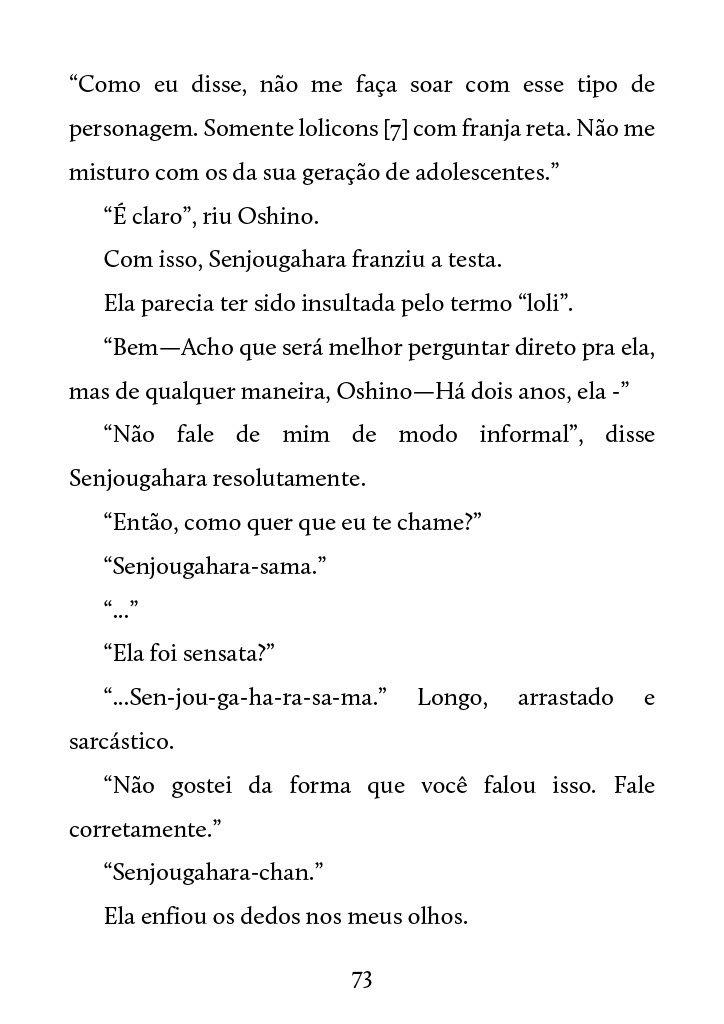 “Como eu disse, não me faça soar com esse tipo de
personagem. Somente lolicons [7] com franja reta. Não me
misturo com os da sua geração de adolescentes.”
“É claro”, riu Oshino.
Com isso, Senjougahara franziu a testa.
Ela parecia ter sido insultada pelo termo “loli”.
“Bem—Acho que será melhor perguntar direto pra ela,
mas de qualquer maneira, Oshino—Há dois anos, ela -”
“Não fale de mim de modo informal”, disse
Senjougahara resolutamente.
“Então, como quer que eu te chame?”
“Senjougahara-sama.”
“...”
“Ela foi sensata?”
“...Sen-jou-ga-ha-ra-sa-ma.” Longo, arrastado e
sarcástico.
“Não gostei da forma que você falou isso. Fale
corretamente.”
“Senjougahara-chan.”
Ela enfiou os dedos nos meus olhos.
73